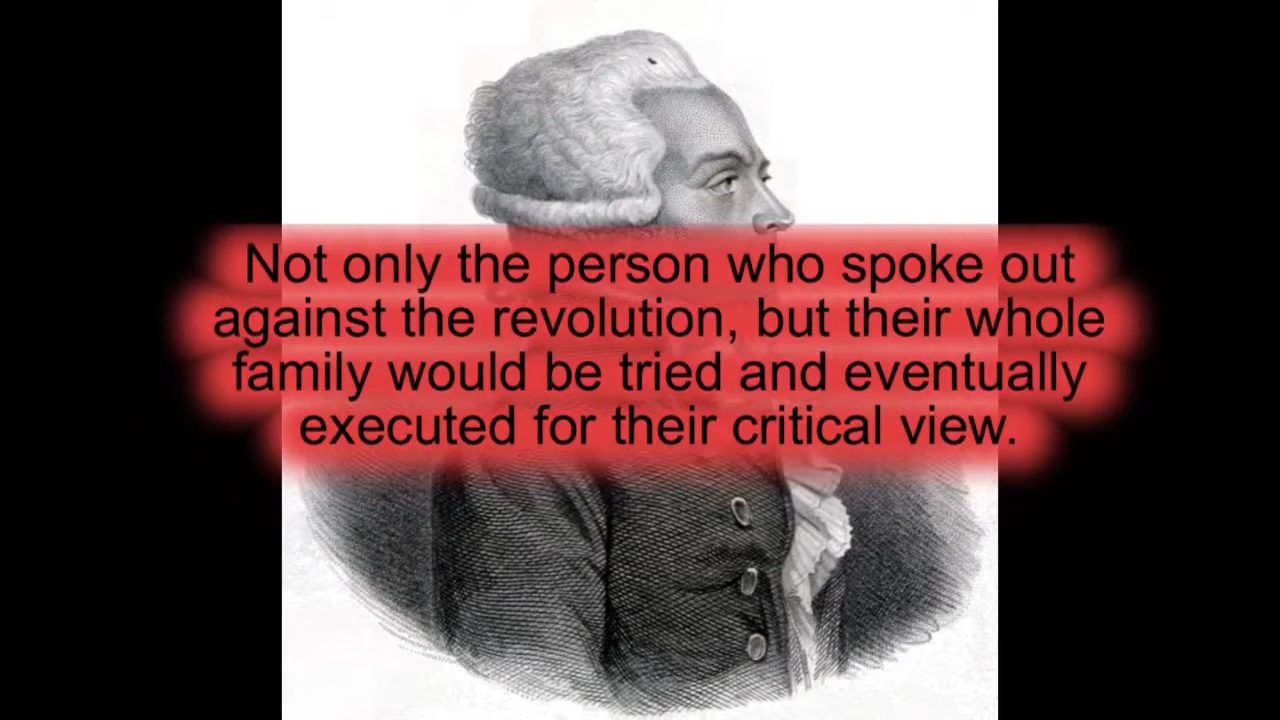 Not only the person who spoke out
against the revolution, but their whole
family would be tried and eventually
executed for their critical view.